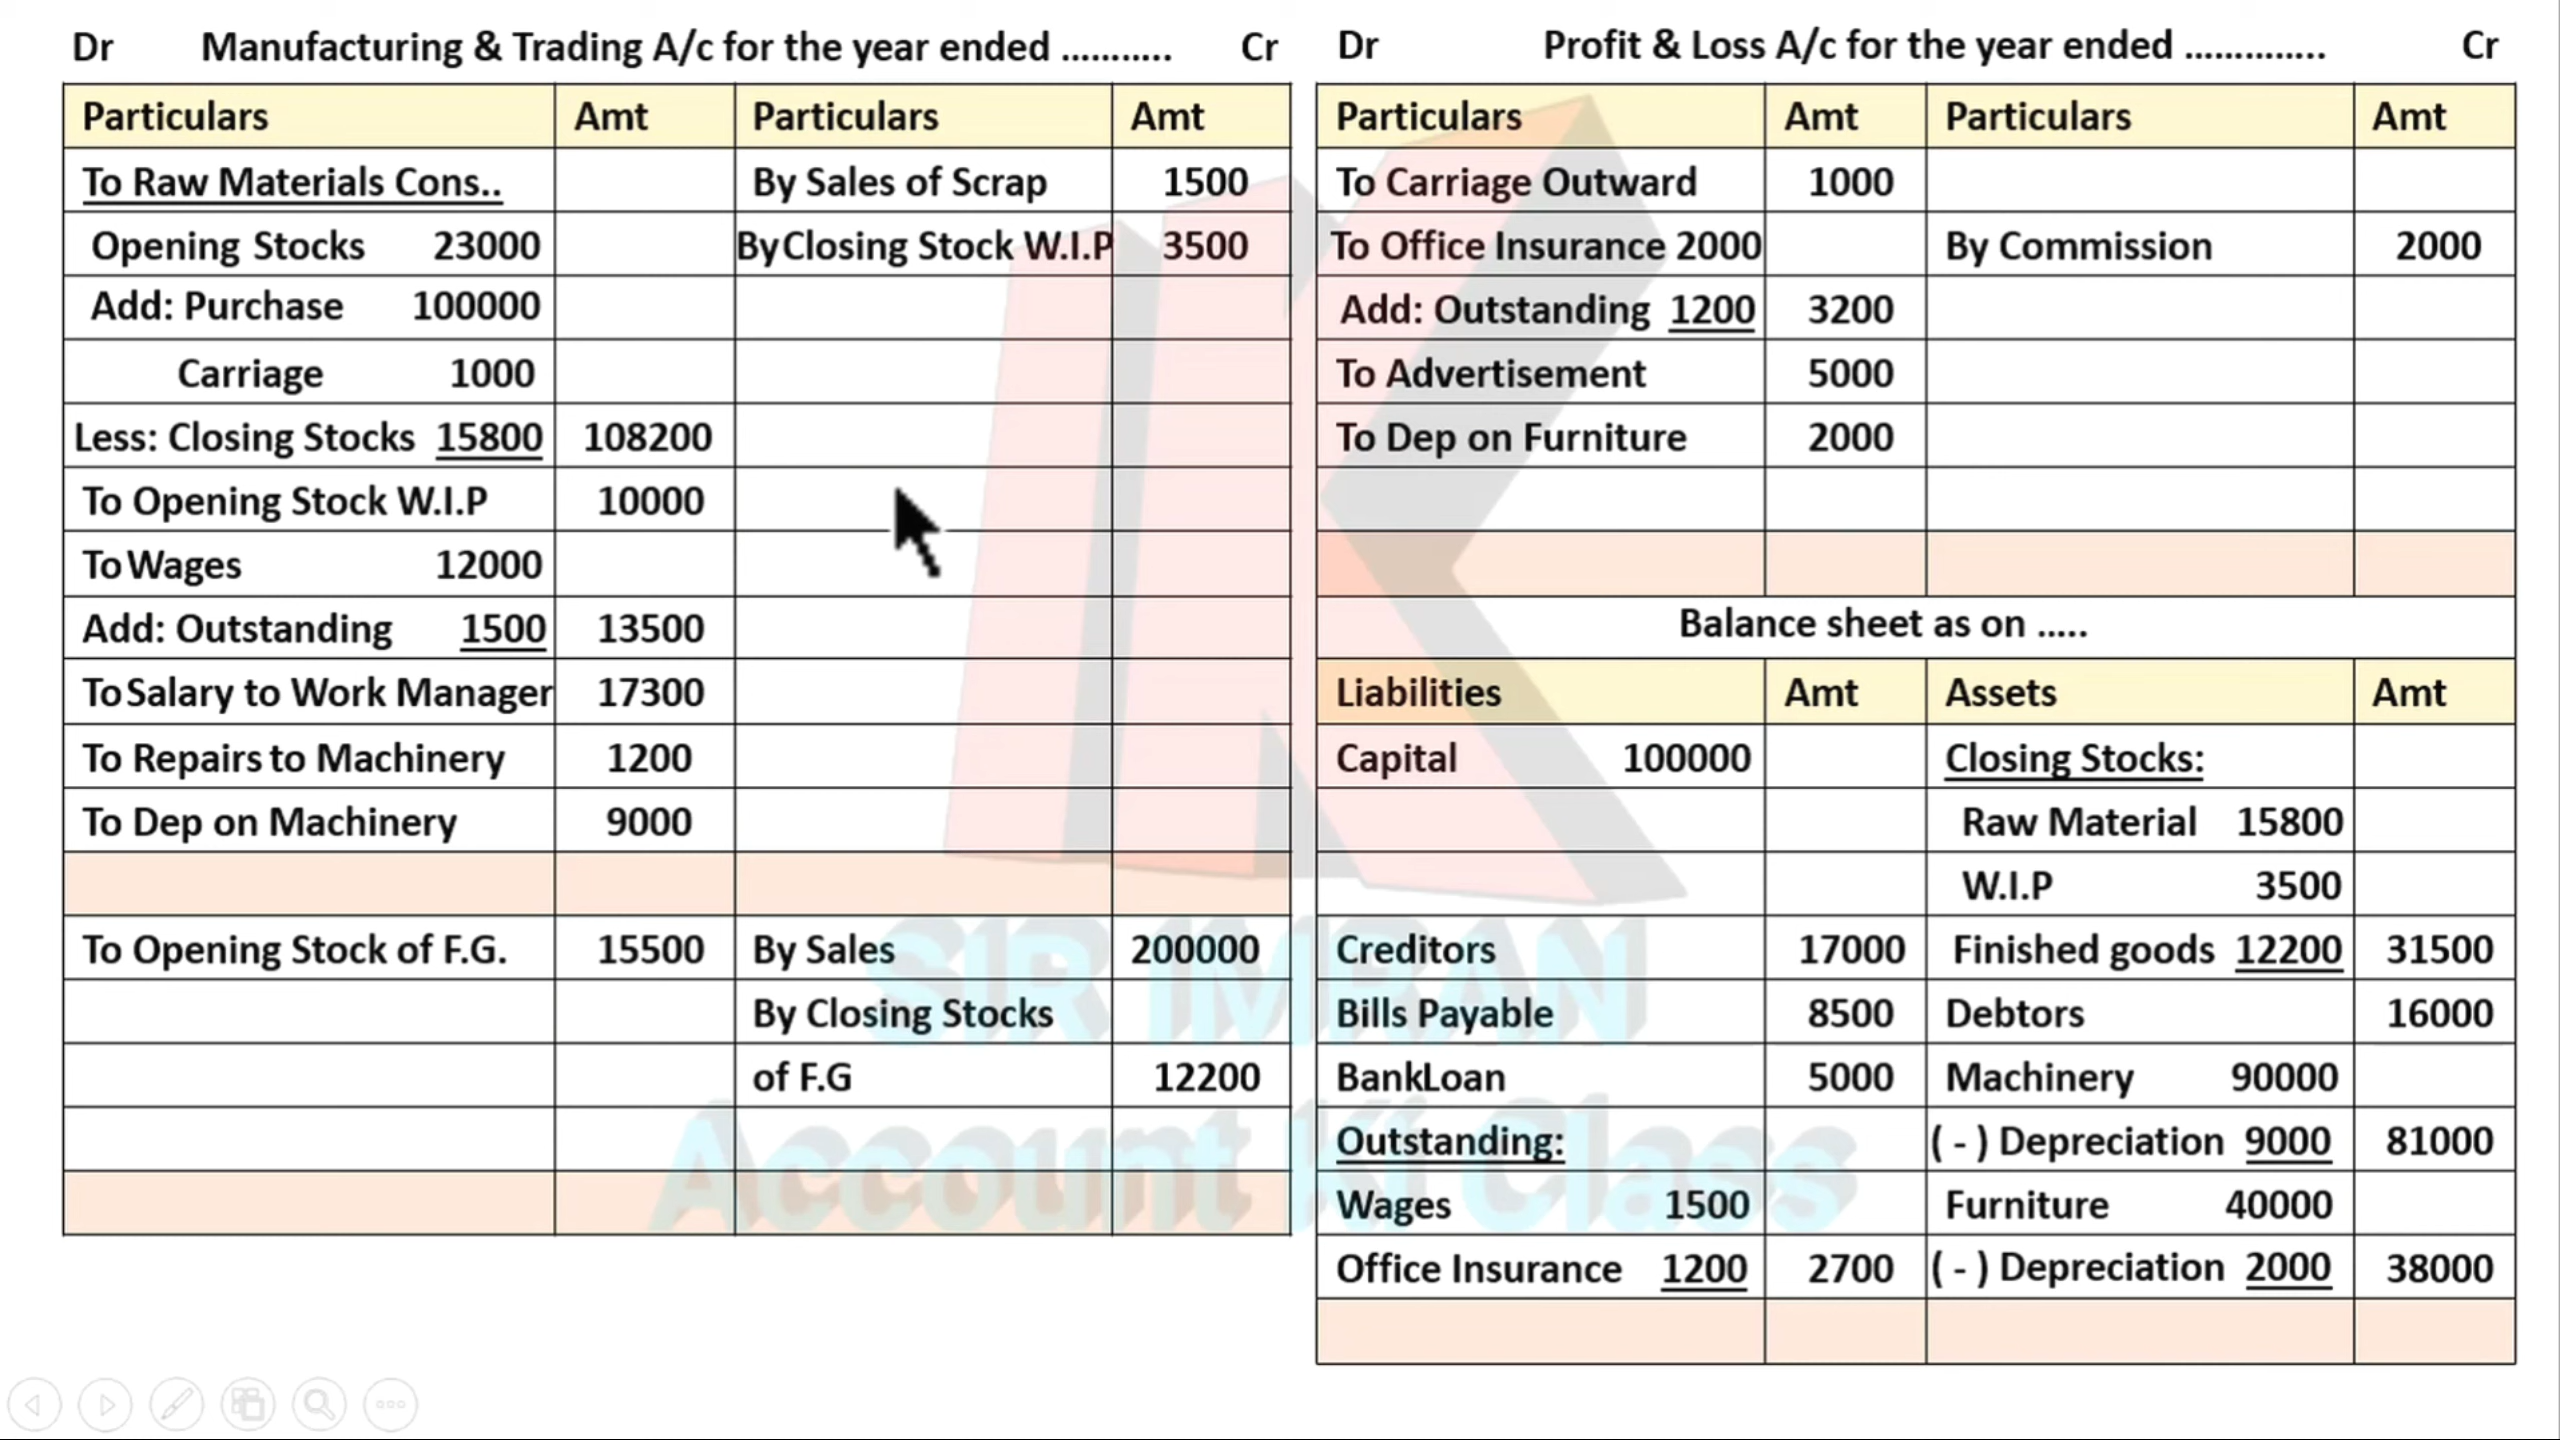 Dr Manufacturing & Trading A/c for the year ended ........... Cr
Particulars Amt Particulars Amt
To Raw Materials Cons.. By Sales of Scrap 1500
Opening Stocks 23000 By Closing Stock W.I.P 3500
Add: Purchase 100000
Carriage 1000
Less: Closing Stocks 15800 108200
To Opening Stock W.I.P 10000
To Wages 12000
Add: Outstanding 1500 13500
To Salary to Work Manager 17300
To Repairs to Machinery 1200
To Dep on Machinery 9000
To Opening Stock of F.G. 15500 By Sales 200000
By Closing Stocks
of F.G 12200
Dr Profit & Loss A/c for the year ended .............. Cr
Particulars Amt Particulars Amt
To Carriage Outward 1000
To Office Insurance 2000 By Commission 2000
Add: Outstanding 1200 3200
To Advertisement 5000
To Dep on Furniture 2000
Balance sheet as on .....
Liabilities Amt Assets Amt
Capital 100000 Closing Stocks:
Raw Material 15800
W.I.P 3500
Creditors 17000 Finished goods 12200 31500
Bills Payable 8500 Debtors 16000
BankLoan 5000 Machinery 90000
Outstanding: ( - ) Depreciation 9000 81000
Wages 1500 Furniture 40000
Office Insurance 1200 2700 ( - ) Depreciation 2000 38000
SIR IMRAN
Account Ki Class